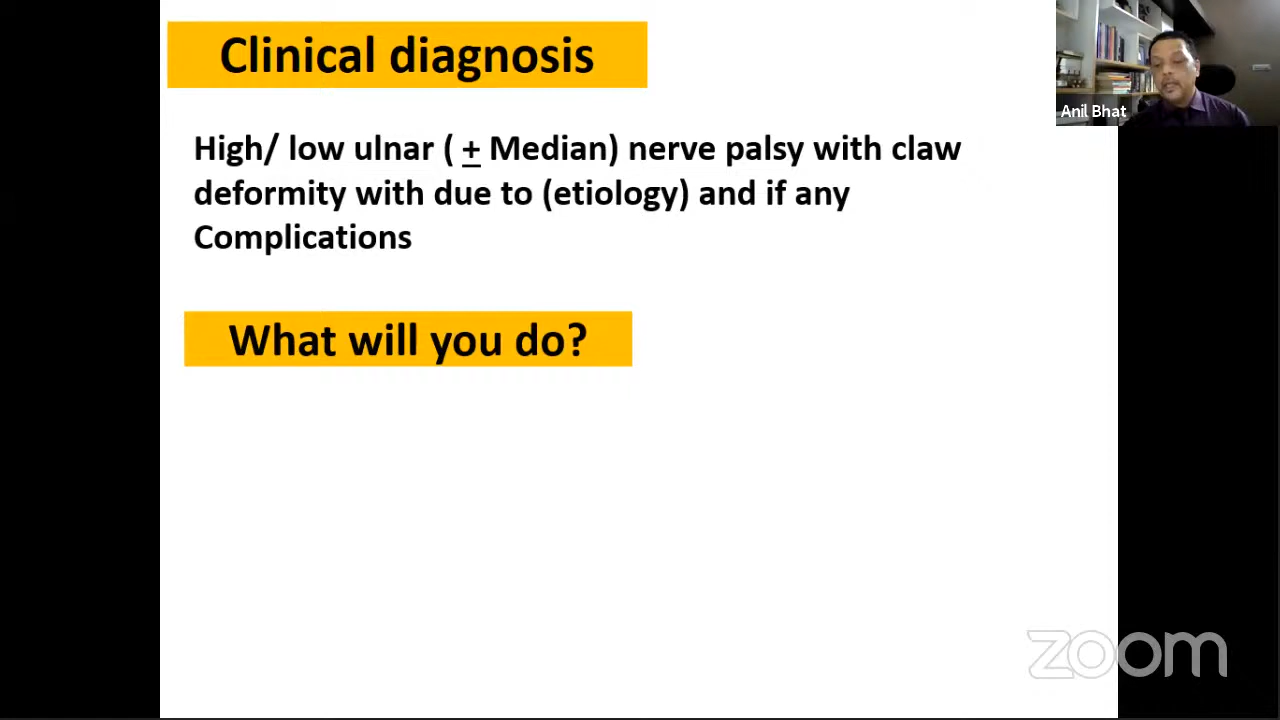 Clinical diagnosis
Anil Bhat
High/ low ulnar ( ± Median) nerve palsy with claw
deformity with due to (etiology) and if any
Complications
What will you do?
zoom